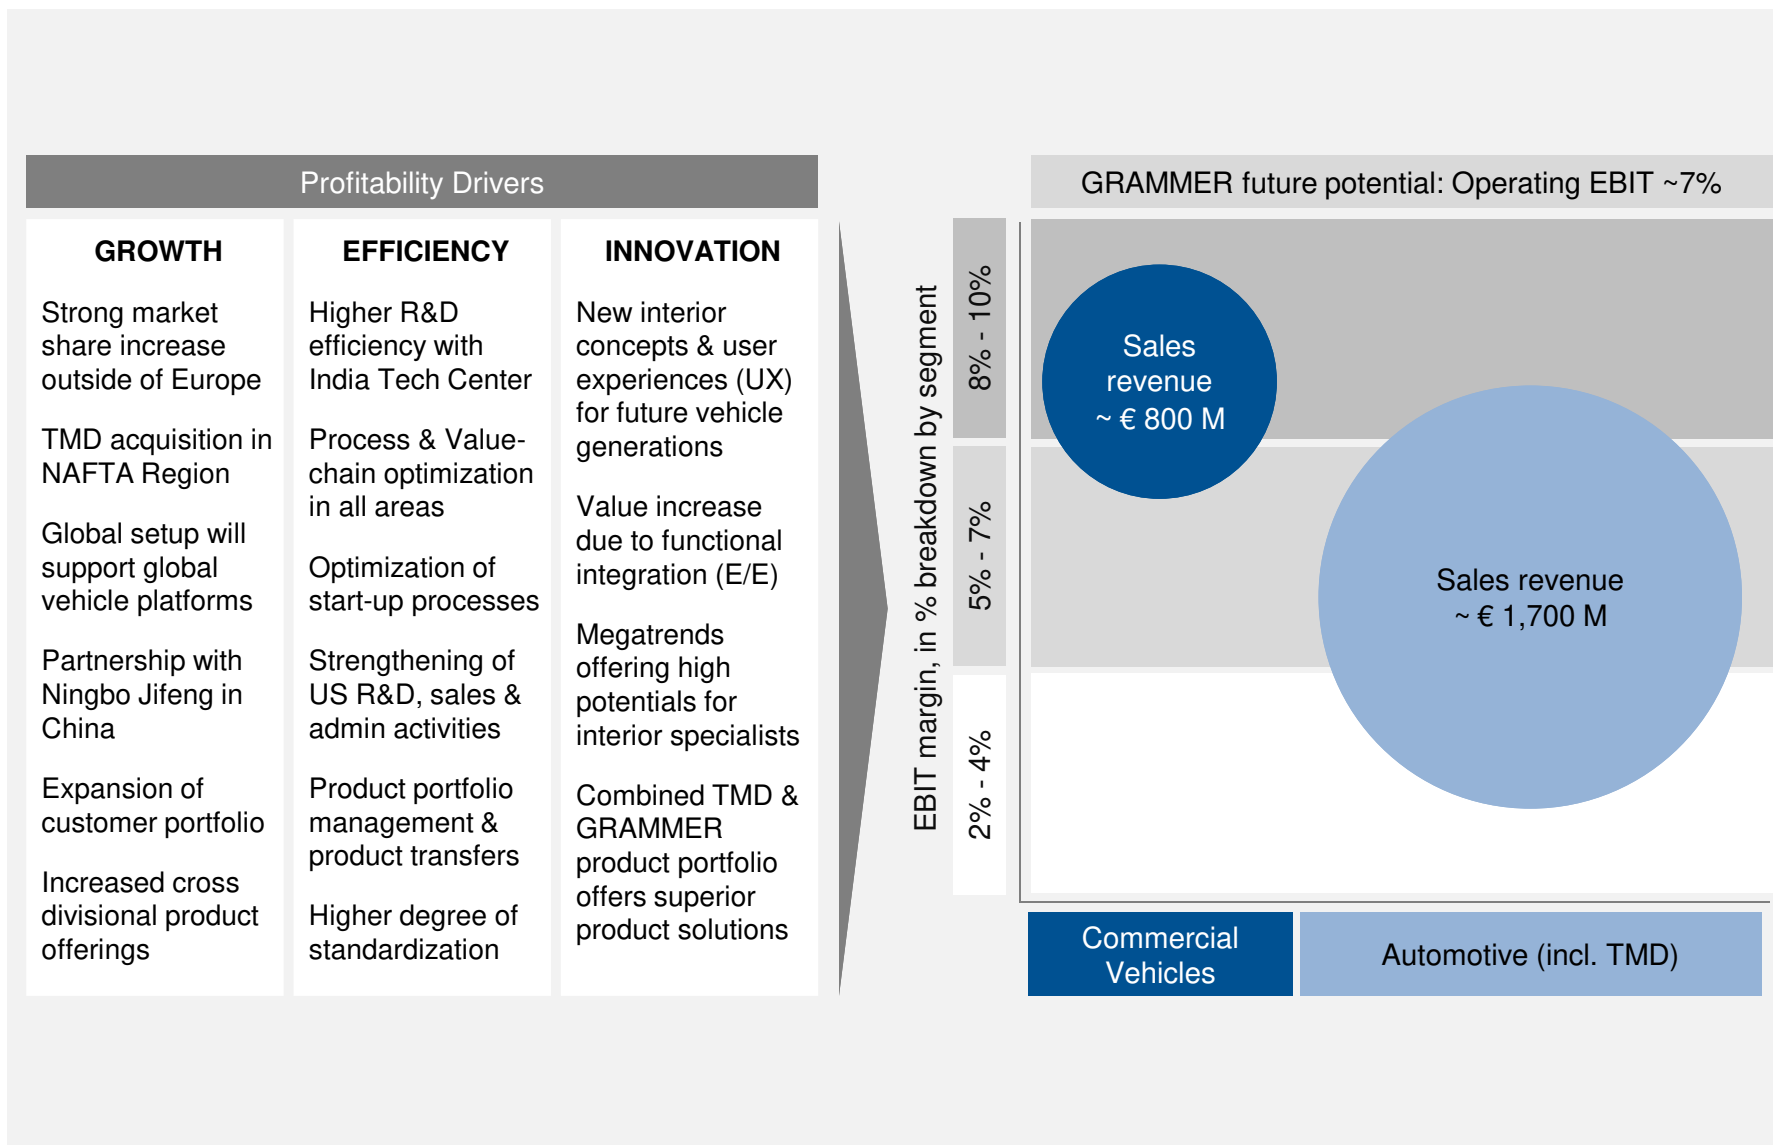 Profitability Drivers
GROWTH
Strong market
share increase
outside of Europe
TMD acquisition in
NAFTA Region
Global setup will
support global
vehicle platforms
Partnership with
Ningbo Jifeng in
China
Expansion of
customer portfolio
Increased cross
divisional product
offerings
EFFICIENCY
Higher R&D
efficiency with
India Tech Center
Process & Value-
chain optimization
in all areas
Optimization of
start-up processes
Strengthening of
US R&D, sales &
admin activities
Product portfolio
management &
product transfers
Higher degree of
standardization
INNOVATION
New interior
concepts & user
experiences (UX)
for future vehicle
generations
Value increase
due to functional
integration (E/E)
Megatrends
offering high
potentials for
interior specialists
Combined TMD &
GRAMMER
product portfolio
offers superior
product solutions
GRAMMER future potential: Operating EBIT ~7%
EBIT margin, in % breakdown by segment
8% - 10%
5% - 7%
2% - 4%
Sales
revenue
~ € 800 M
Sales revenue
~ € 1,700 M
Commercial
Vehicles
Automotive (incl. TMD)